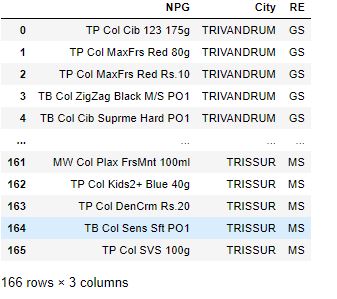 NPG City RE
0 TP Col Cib 123 175g TRIVANDRUM GS
1 TP Col MaxFrs Red 80g TRIVANDRUM GS
2 TP Col MaxFrs Red Rs.10 TRIVANDRUM GS
3 TB Col ZigZag Black M/S PO1 TRIVANDRUM GS
4 TB Col Cib Suprme Hard PO1 TRIVANDRUM GS
... ... ... ...
161 MW Col Plax FrsMnt 100ml TRISSUR MS
162 TP Col Kids2+ Blue 40g TRISSUR MS
163 TP Col DenCrm Rs.20 TRISSUR MS
164 TB Col Sens Sft PO1 TRISSUR MS
165 TP Col SVS 100g TRISSUR MS
166 rows × 3 columns